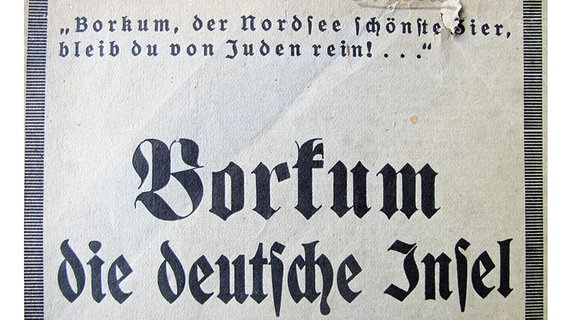 „Borkum, der Nordsee schönste Zier,
bleib du von Juden rein! . . .“
Borkum
die deutsche Insel